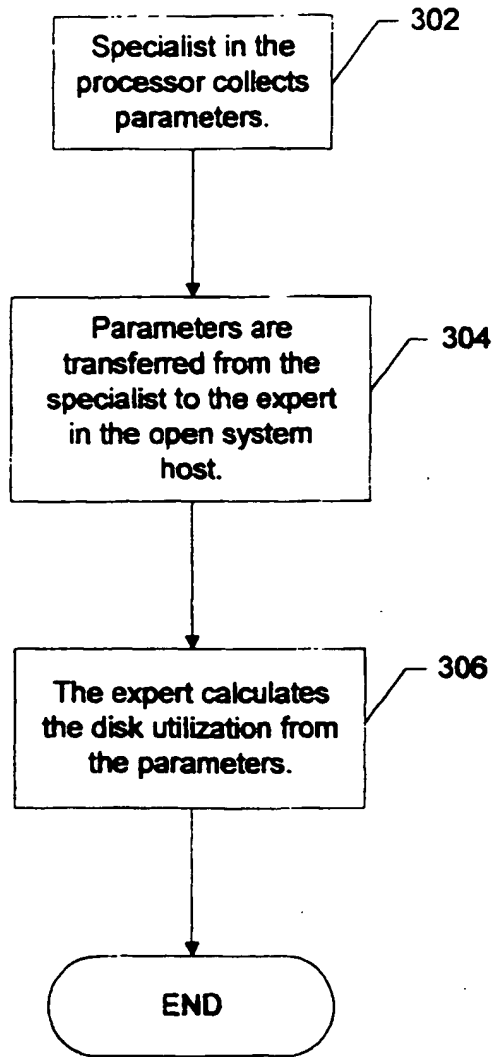 302
Specialist in the
processor collects
parameters.
304
Parameters are
transferred from the
specialist to the expert
in the open system
host.
306
The expert calculates
the disk utilization from
the parameters.
END